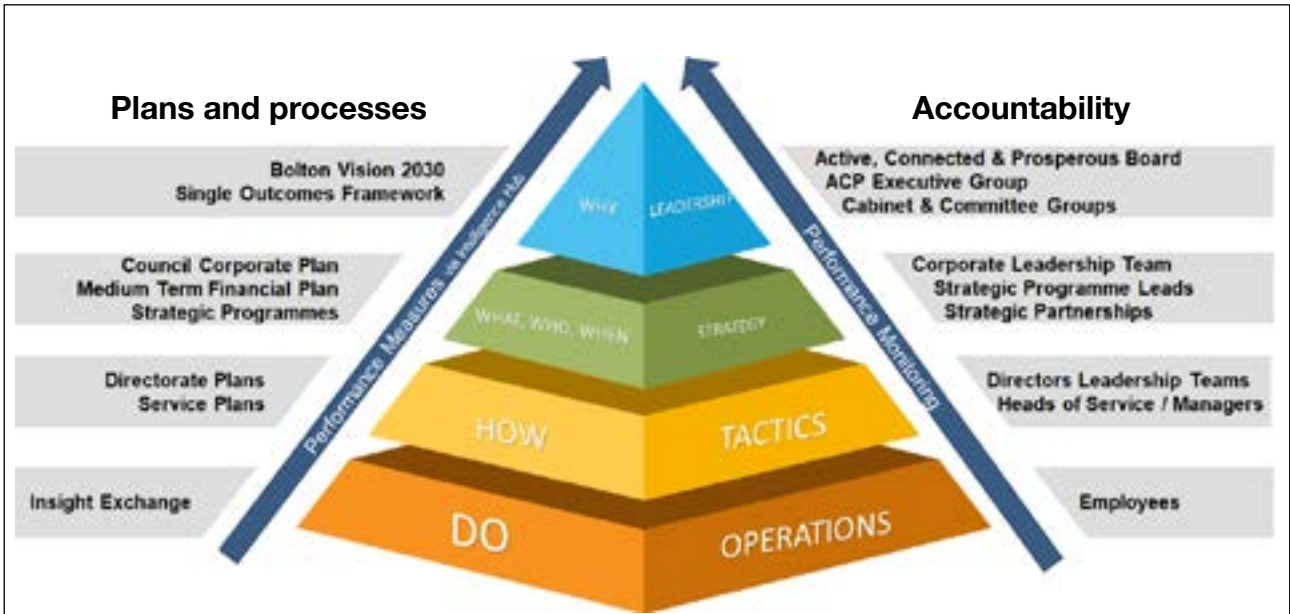 Plans and processes
Accountability
Bolton Vision 2030
Single Outcomes Framework
Active, Connected & Prosperous Board
ACP Executive Group
Cabinet & Committee Groups
WHY
LEADERSHIP
Council Corporate Plan
Medium Term Financial Plan
Strategic Programmes
Corporate Leadership Team
Strategic Programme Leads
Strategic Partnerships
WHAT, WHO, WHEN
STRATEGY
Directorate Plans
Service Plans
Directors Leadership Teams
Heads of Service / Managers
HOW
TACTICS
Insight Exchange
Employees
DO
OPERATIONS
Performance Measures via Intelligence Hub
Performance Monitoring